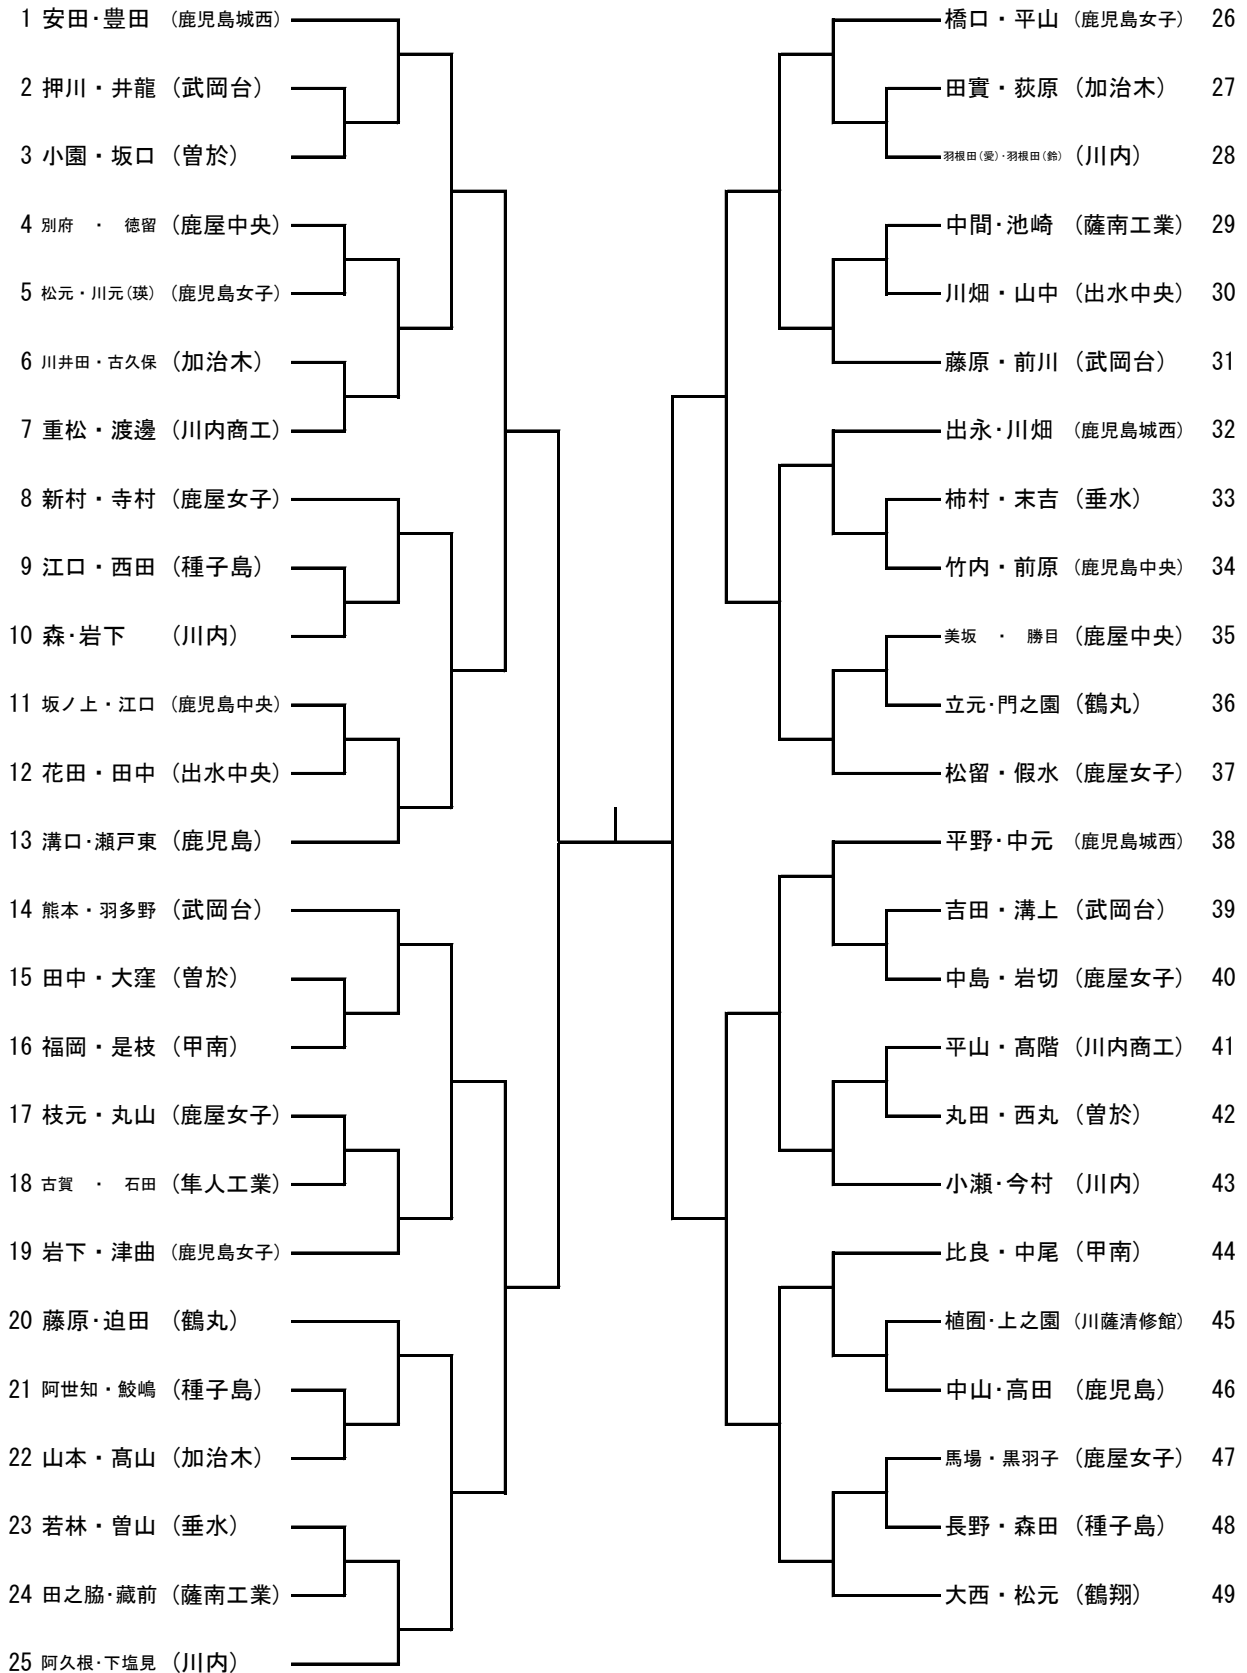 1 安田・豊田 (鹿児島城西)
2 押川・井龍 (武岡台)
3 小園・坂口 (曽於)
4 別府 ・ 徳留 (鹿屋中央)
5 松元・川元(瑛) (鹿児島女子)
6 川井田・古久保 (加治木)
7 重松・渡邊 (川内商工)
8 新村・寺村 (鹿屋女子)
9 江口・西田 (種子島)
10 森・岩下 (川内)
11 坂ノ上・江口 (鹿児島中央)
12 花田・田中 (出水中央)
13 溝口・瀬戸東 (鹿児島)
14 熊本・羽多野 (武岡台)
15 田中・大窪 (曽於)
16 福岡・是枝 (甲南)
17 枝元・丸山 (鹿屋女子)
18 古賀 ・ 石田 (隼人工業)
19 岩下・津曲 (鹿児島女子)
20 藤原・迫田 (鶴丸)
21 阿世知・鮫嶋 (種子島)
22 山本・髙山 (加治木)
23 若林・曽山 (垂水)
24 田之脇・藏前 (薩南工業)
25 阿久根・下塩見 (川内)
橋口・平山 (鹿児島女子) 26
田實・荻原 (加治木) 27
羽根田(愛)・羽根田(鈴) (川内) 28
中間・池崎 (薩南工業) 29
川畑・山中 (出水中央) 30
藤原・前川 (武岡台) 31
出永・川畑 (鹿児島城西) 32
柿村・末吉 (垂水) 33
竹内・前原 (鹿児島中央) 34
美坂 ・ 勝目 (鹿屋中央) 35
立元・門之園 (鶴丸) 36
松留・假水 (鹿屋女子) 37
平野・中元 (鹿児島城西) 38
吉田・溝上 (武岡台) 39
中島・岩切 (鹿屋女子) 40
平山・髙階 (川内商工) 41
丸田・西丸 (曽於) 42
小瀬・今村 (川内) 43
比良・中尾 (甲南) 44
植囿・上之園 (川薩清修館) 45
中山・高田 (鹿児島) 46
馬場・黒羽子 (鹿屋女子) 47
長野・森田 (種子島) 48
大西・松元 (鶴翔) 49